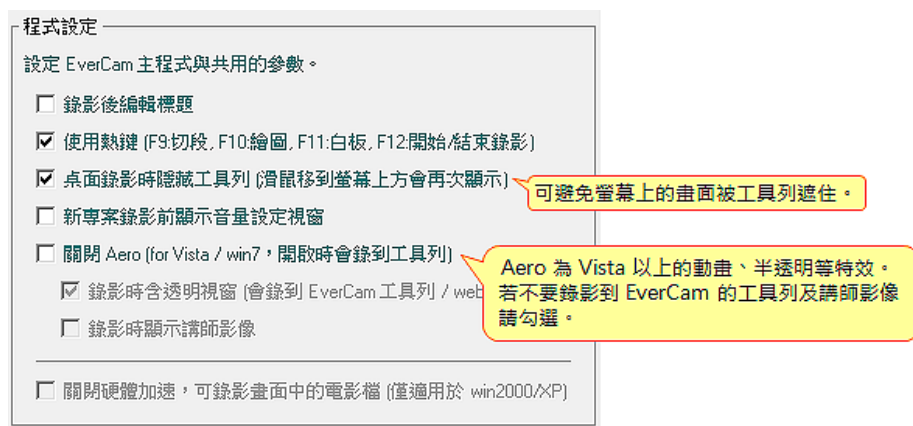 程式設定
設定 EverCam 主程式與共用的參數。
錄影後編輯標題
使用熱鍵 (F9:切段, F10:繪圖, F11:白板, F12:開始/結束錄影)
桌面錄影時隱藏工具列 (滑鼠移到螢幕上方會再次顯示)
可避免螢幕上的畫面被工具列遮住。
新專案錄影前顯示音量設定視窗
關閉 Aero (for Vista / win7，開啟時會錄到工具列)
Aero 為 Vista 以上的動畫、半透明等特效。
若不要錄影到 EverCam 的工具列及講師影像
請勾選。
錄影時含透明視窗 (會錄到 EverCam 工具列 / web
錄影時顯示講師影像
關閉硬體加速，可錄影畫面中的電影檔 (僅適用於 win2000/XP)